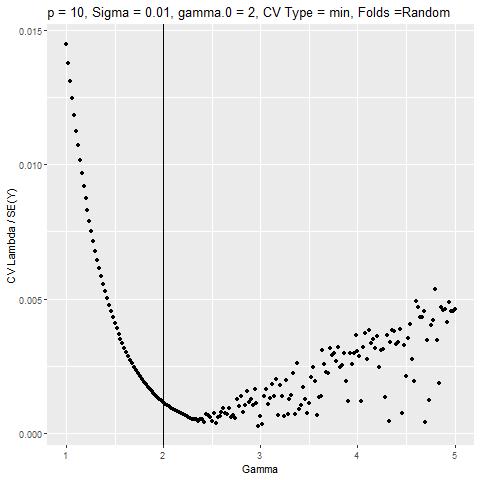 p = 10, Sigma = 0.01, gamma.0 = 2, CV Type = min, Folds =Random
0.015
0.010
0.005
0.000
CV Lambda / SE(Y)
1 2 3 4 5
Gamma